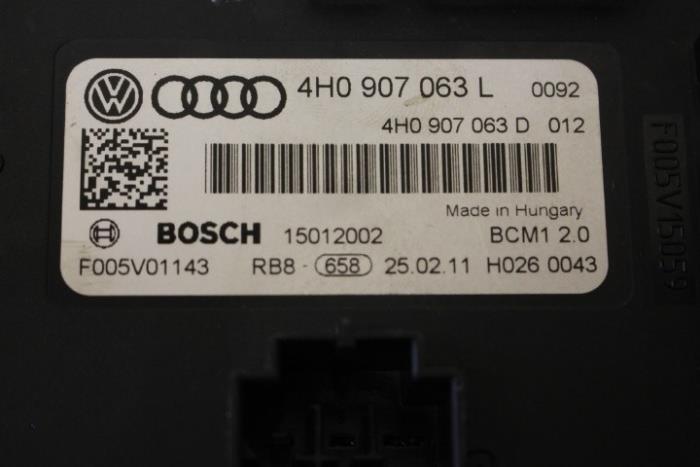 4H0 907 063 L 0092
4H0 907 063 D 012
Made in Hungary
BOSCH 15012002 BCM1 2.0
F005V01143 RB8 - 658 25.02.11 H026 0043
F005V15059